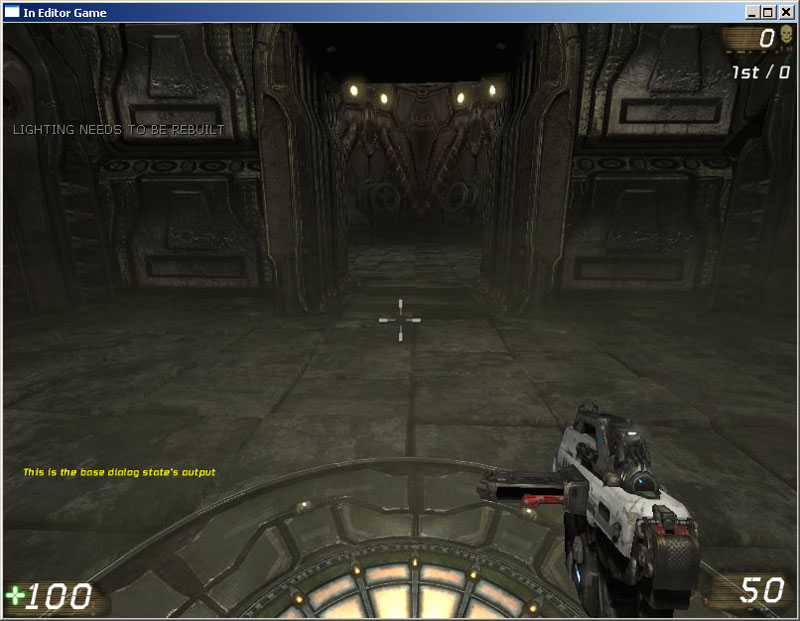 In Editor Game
0
1st / 0
LIGHTING NEEDS TO BE REBUILT
This is the base dialog state's output
+100
50